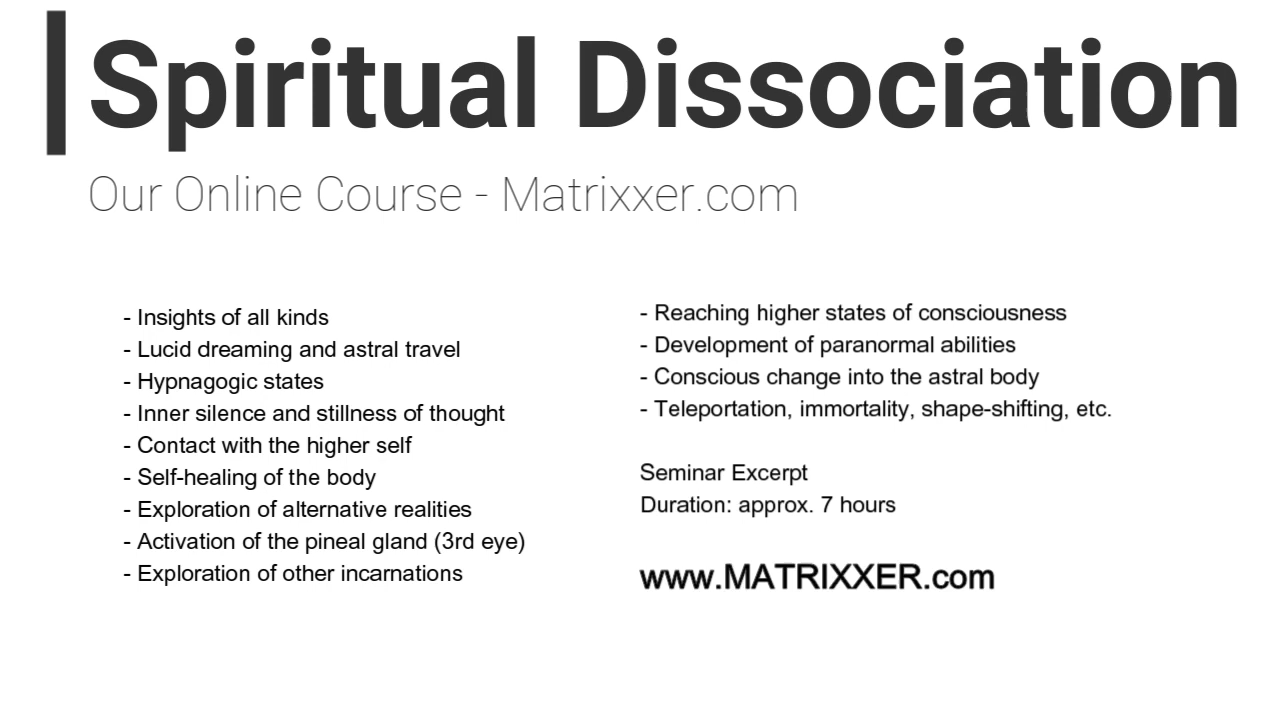 Spiritual Dissociation
Our Online Course - Matrixxer.com
- Insights of all kinds
- Lucid dreaming and astral travel
- Hypnagogic states
- Inner silence and stillness of thought
- Contact with the higher self
- Self-healing of the body
- Exploration of alternative realities
- Activation of the pineal gland (3rd eye)
- Exploration of other incarnations
- Reaching higher states of consciousness
- Development of paranormal abilities
- Conscious change into the astral body
- Teleportation, immortality, shape-shifting, etc.
Seminar Excerpt
Duration: approx. 7 hours
www.MATRIXXER.com